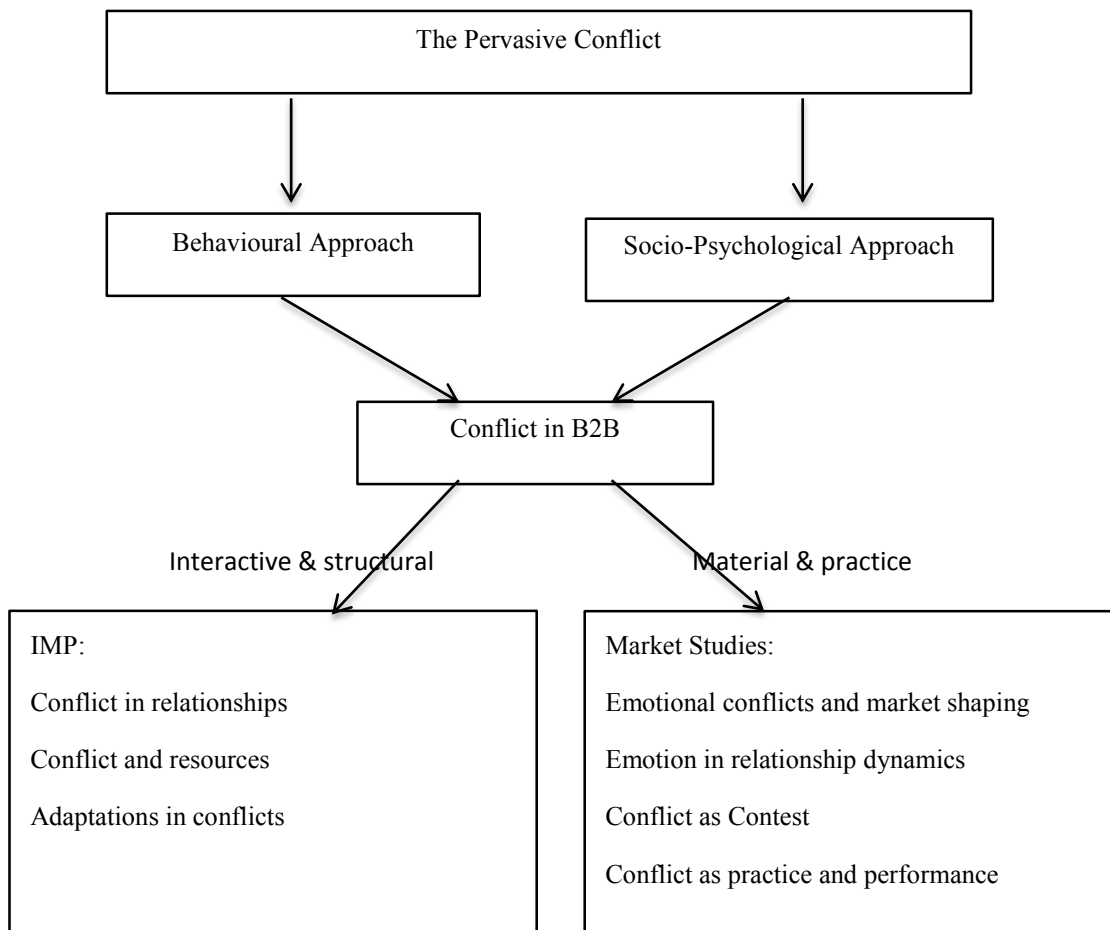 The Pervasive Conflict
Behavioural Approach
Socio-Psychological Approach
Conflict in B2B
Interactive & structural
Material & practice
IMP:
Conflict in relationships
Conflict and resources
Adaptations in conflicts
Market Studies:
Emotional conflicts and market shaping
Emotion in relationship dynamics
Conflict as Contest
Conflict as practice and performance